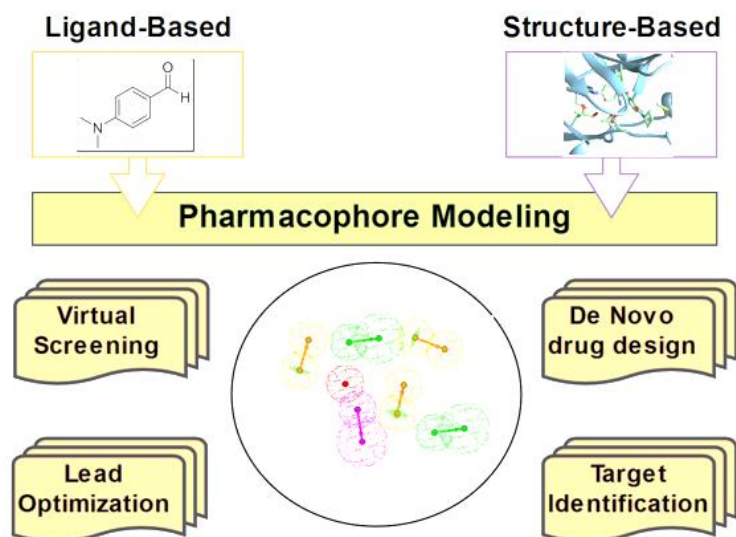 Ligand-Based
Structure-Based
O
H
N
Pharmacophore Modeling
Virtual
Screening
De Novo
drug design
Lead
Optimization
Target
Identification